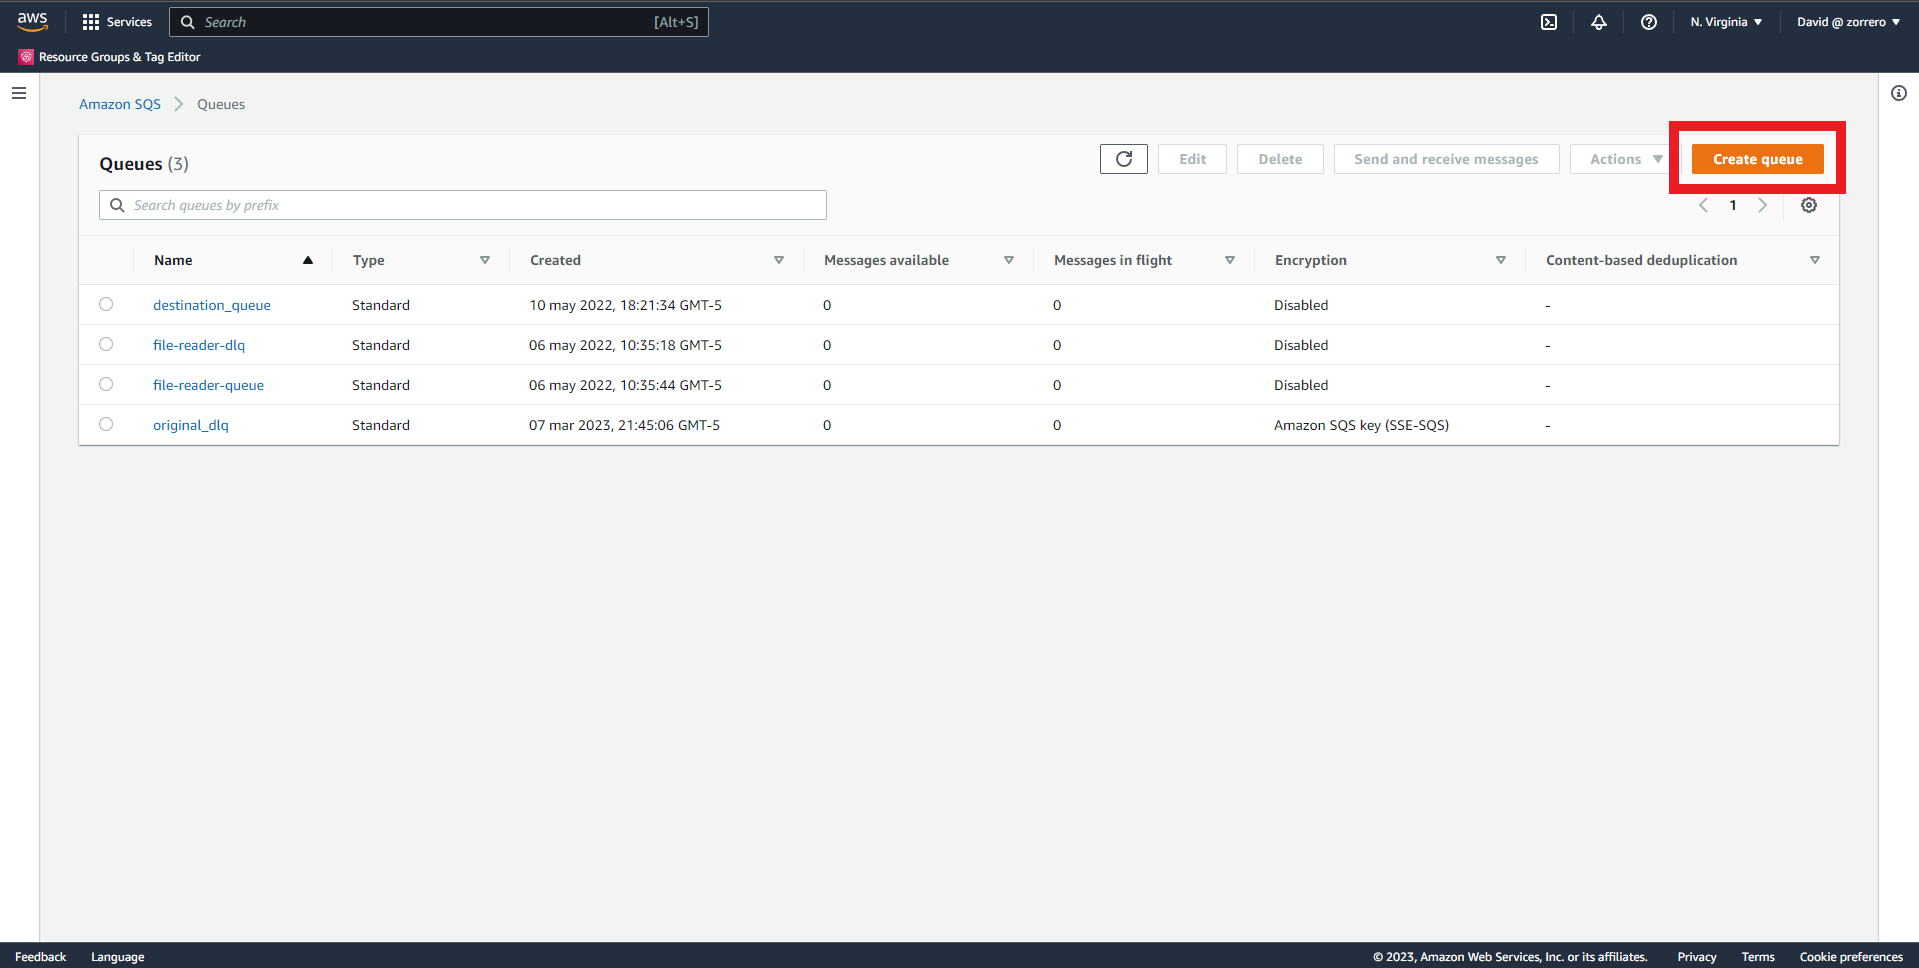 aws Services Search [Alt+S] N. Virginia David @ zorrero
Resource Groups & Tag Editor
Amazon SQS Queues
Queues (3) Edit Delete Send and receive messages Actions Create queue
Search queues by prefix 1
Name Type Created Messages available Messages in flight Encryption Content-based deduplication
destination_queue Standard 10 may 2022, 18:21:34 GMT-5 0 0 Disabled -
file-reader-dlq Standard 06 may 2022, 10:35:18 GMT-5 0 0 Disabled -
file-reader-queue Standard 06 may 2022, 10:35:44 GMT-5 0 0 Disabled -
original_dlq Standard 07 mar 2023, 21:45:06 GMT-5 0 0 Amazon SQS key (SSE-SQS) -
Feedback Language © 2023, Amazon Web Services, Inc. or its affiliates. Privacy Terms Cookie preferences